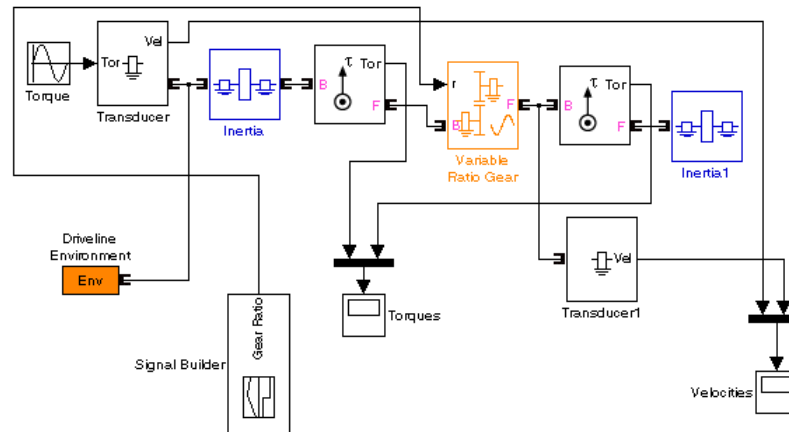 Torque
Tor
Vel
Transducer
Inertia
B
τ
Tor
F
r
B
F
Variable
Ratio Gear
B
τ
Tor
F
Inertia1
Driveline
Environment
Env
Signal Builder
Gear Ratio
Torques
Vel
Transducer1
Velocities